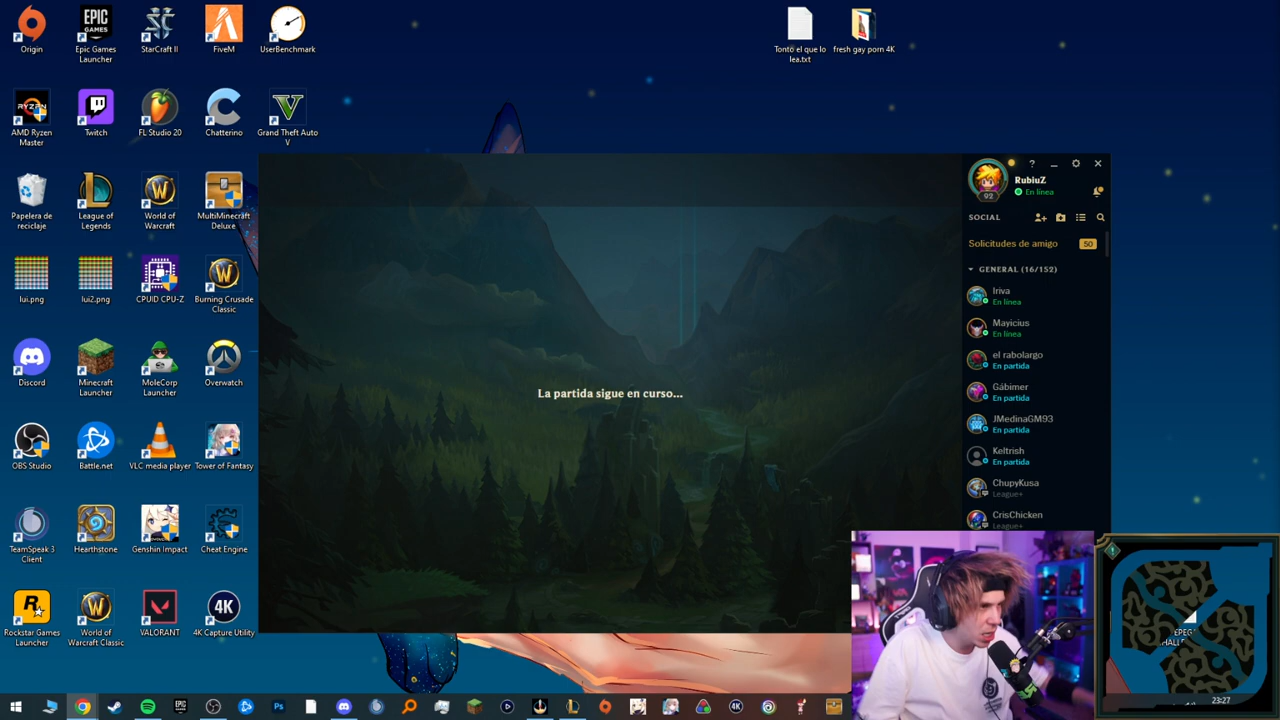 Origin
Epic Games
Launcher
StarCraft II
FiveM
UserBenchmark
Tonto el que lo
lea.txt
fresh gay porn 4K
AMD Ryzen
Master
Twitch
FL Studio 20
Chatterino
Grand Theft Auto
V
Papelera de
reciclaje
League of
Legends
World of
Warcraft
MultiMinecraft
Deluxe
lui.png
lui2.png
CPUID CPU-Z
Burning Crusade
Classic
Discord
Minecraft
Launcher
MoleCorp
Launcher
Overwatch
OBS Studio
Battle.net
VLC media player
Tower of Fantasy
TeamSpeak 3
Client
Hearthstone
Genshin Impact
Cheat Engine
Rockstar Games
Launcher
World of
Warcraft Classic
VALORANT
4K Capture Utility
La partida sigue en curso...
RubiuZ
En línea
92
SOCIAL
Solicitudes de amigo 50
GENERAL (16/152)
Iriva
En línea
Mayicius
En línea
el rabolargo
En partida
Gábimer
En partida
JMedinaGM93
En partida
Keltrish
En partida
ChupyKusa
League+
CrisChicken
League+
23:27